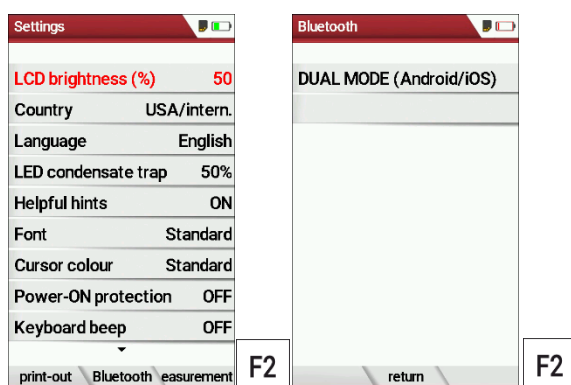 Settings
LCD brightness (%) 50
Country USA/intern.
Language English
LED condensate trap 50%
Helpful hints ON
Font Standard
Cursor colour Standard
Power-ON protection OFF
Keyboard beep OFF
print-out Bluetooth easurement
F2
Bluetooth
DUAL MODE (Android/iOS)
return
F2